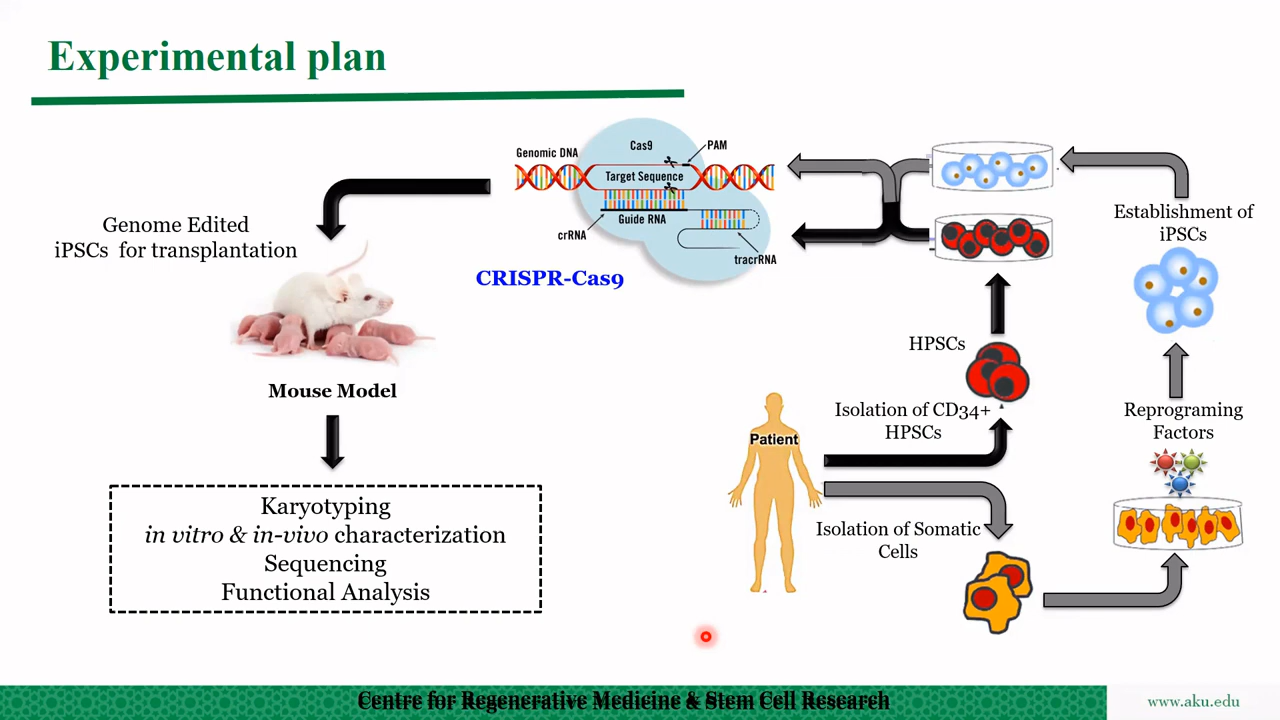 Experimental plan
Genomic DNA
Cas9
PAM
Target Sequence
Guide RNA
crRNA
tracrRNA
CRISPR-Cas9
Genome Edited
iPSCs for transplantation
Mouse Model
Karyotyping
in vitro & in-vivo characterization
Sequencing
Functional Analysis
Establishment of
iPSCs
HPSCs
Isolation of CD34+
HPSCs
Patient
Isolation of Somatic
Cells
Reprograming
Factors
Centre for Regenerative Medicine & Stem Cell Research
www.aku.edu